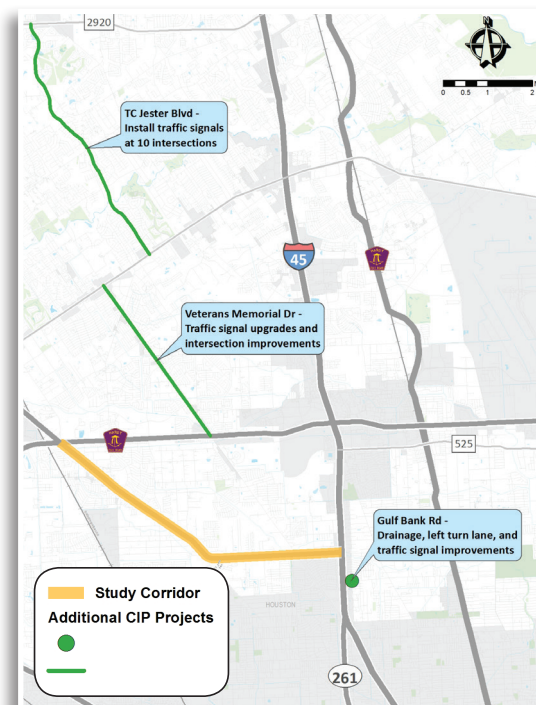 2920
N
0 0.5 1 2
TC Jester Blvd -
Install traffic signals
at 10 intersections
45
Veterans Memorial Dr -
Traffic signal upgrades and
intersection improvements
525
Gulf Bank Rd -
Drainage, left turn lane, and
traffic signal improvements
HOUSTON
Study Corridor
Additional CIP Projects
261